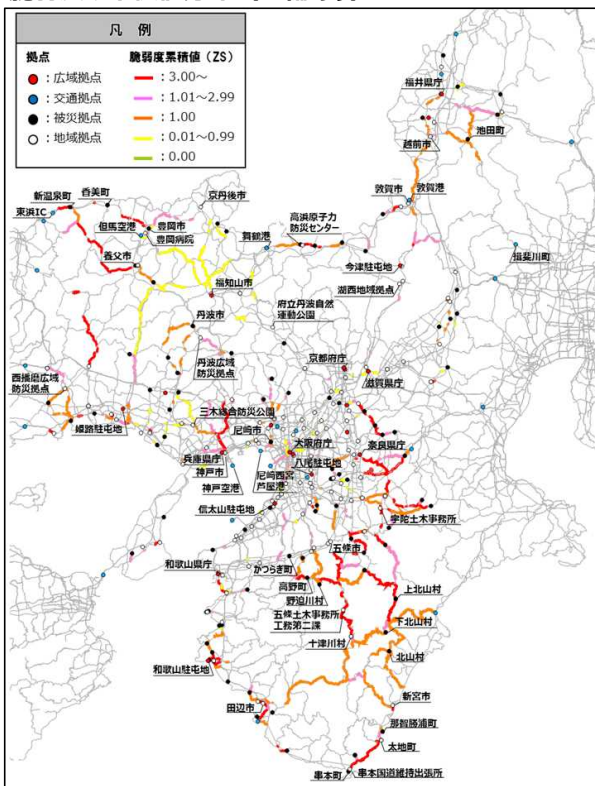 凡 例
拠点
脆弱度累積値（ZS）
：広域拠点
：3.00～
：交通拠点
：1.01～2.99
：被災拠点
：1.00
：地域拠点
：0.01～0.99
：0.00
福井県庁
池田町
越前市
敦賀市
敦賀港
高浜原子力
防災センター
京丹後市
香美町
新温泉町
東浜IC
但馬空港
豊岡市
豊岡病院
舞鶴港
養父市
今津駐屯地
揖斐川町
湖西地域拠点
福知山市
府立丹波自然
運動公園
丹波市
丹波広域
防災拠点
京都府庁
滋賀県庁
西播磨広域
防災拠点
姫路駐屯地
三木総合防災公園
尼崎市
大阪府庁
奈良県庁
兵庫県庁
神戸市
神戸空港
尼崎西宮
芦屋港
八尾駐屯地
信太山駐屯地
宇陀土木事務所
五條市
和歌山県庁
かつらぎ町
高野町
野迫川村
上北山村
五條土木事務所
工務第二課
下北山村
十津川村
北山村
和歌山駐屯地
新宮市
田辺市
那智勝浦町
太地町
串本町
串本国道維持出張所